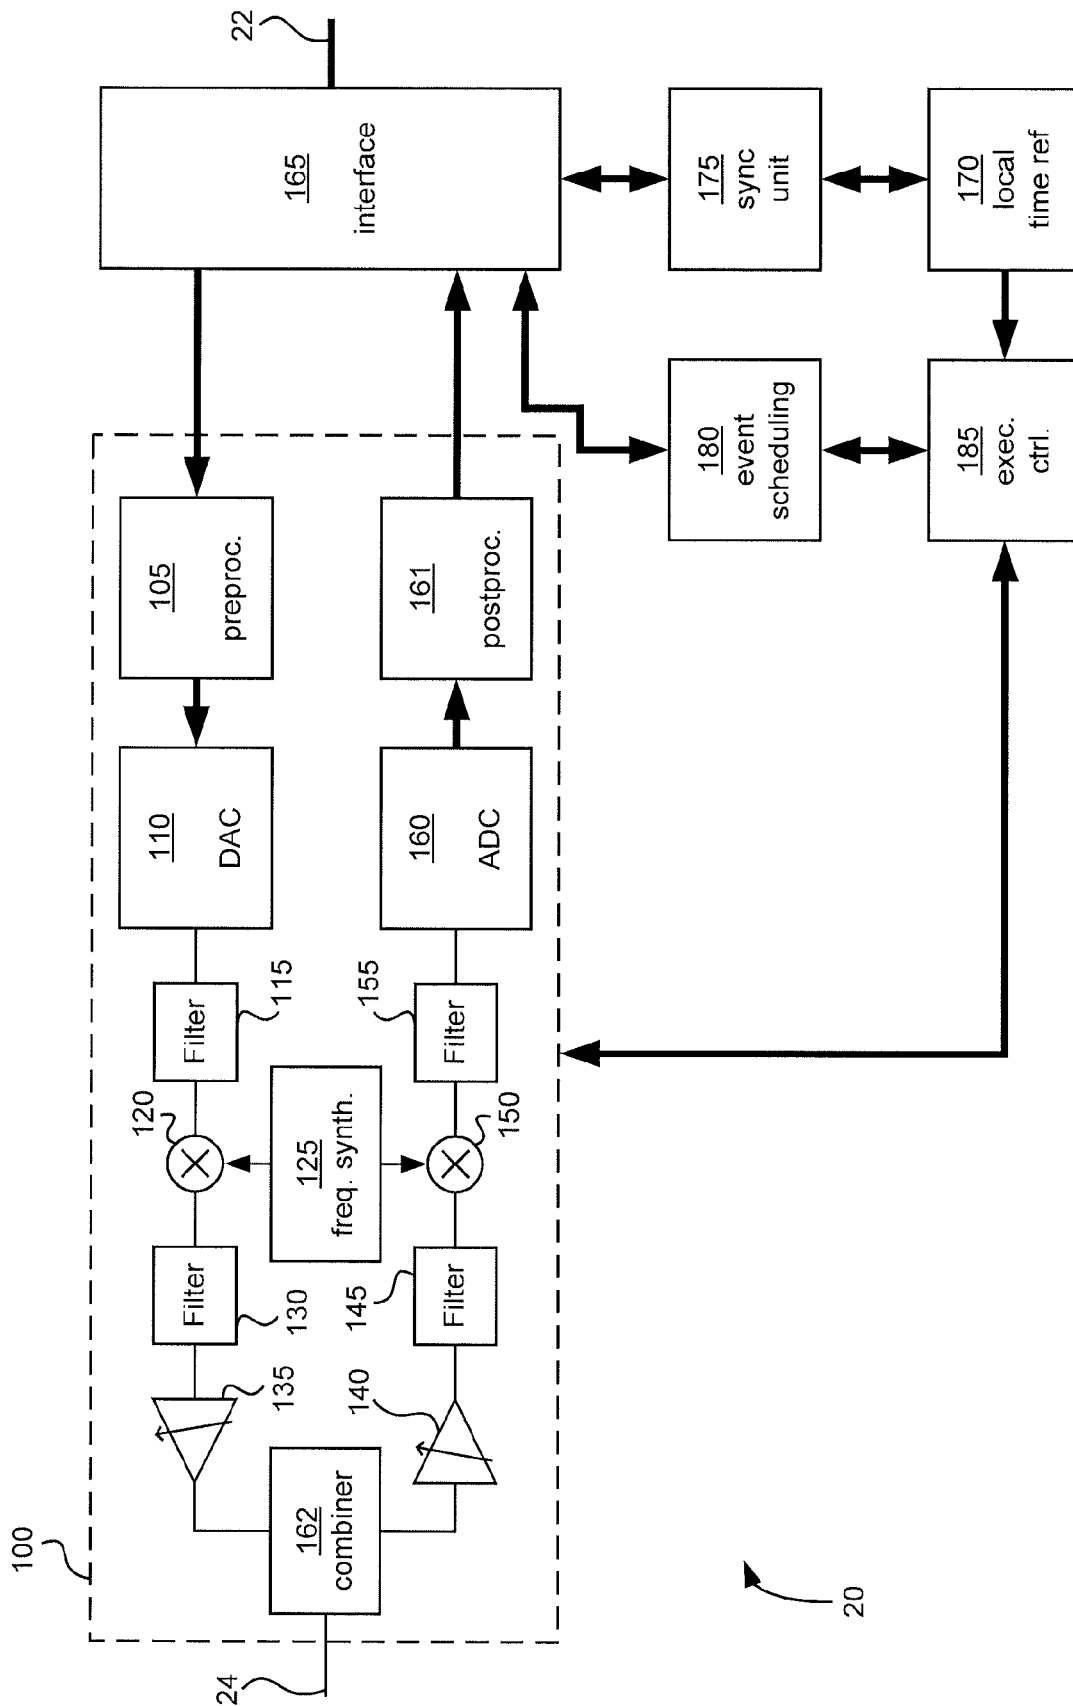 100
24
162
combiner
135
140
Filter
130
145
Filter
120
125
freq. synth.
150
Filter
115
155
Filter
110
DAC
160
ADC
105
preproc.
161
postproc.
165
interface
22
180
event
scheduling
175
sync
unit
185
exec.
ctrl.
170
local
time ref
20